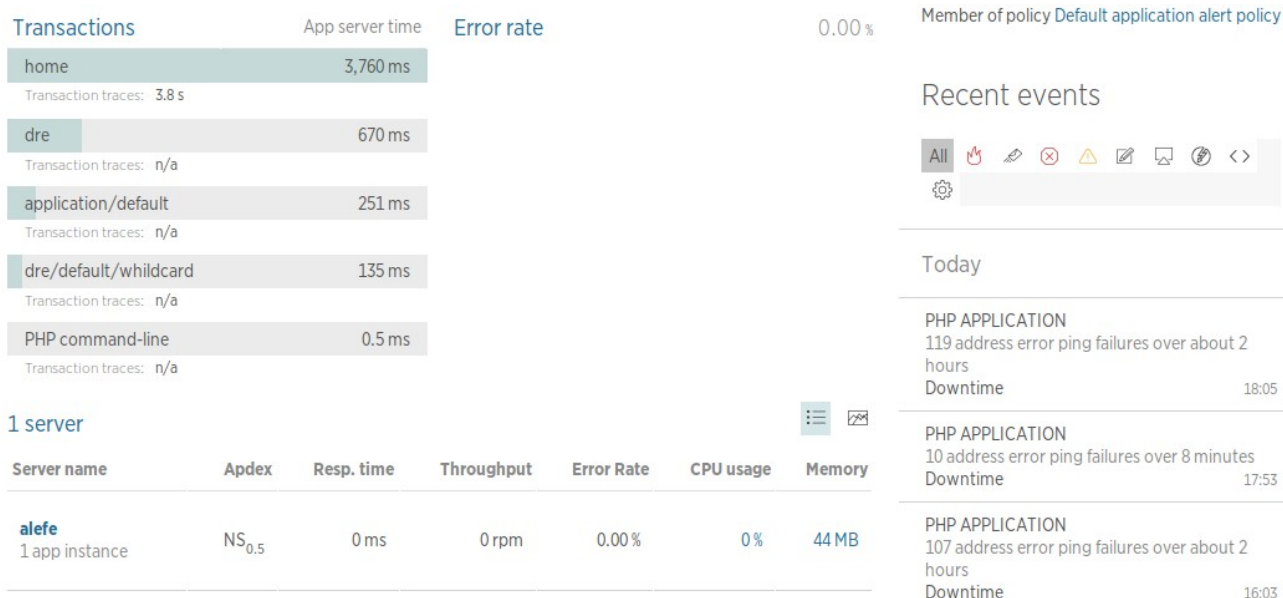 Transactions App server time
home 3,760 ms
Transaction traces: 3.8 s
dre 670 ms
Transaction traces: n/a
application/default 251 ms
Transaction traces: n/a
dre/default/whildcard 135 ms
Transaction traces: n/a
PHP command-line 0.5 ms
Transaction traces: n/a
Error rate 0.00 %
1 server
Server name Apdex Resp. time Throughput Error Rate CPU usage Memory
alefe
1 app instance NS0.5 0 ms 0 rpm 0.00 % 0 % 44 MB
Member of policy Default application alert policy
Recent events
All
Today
PHP APPLICATION
119 address error ping failures over about 2
hours
Downtime 18:05
PHP APPLICATION
10 address error ping failures over 8 minutes
Downtime 17:53
PHP APPLICATION
107 address error ping failures over about 2
hours
Downtime 16:03